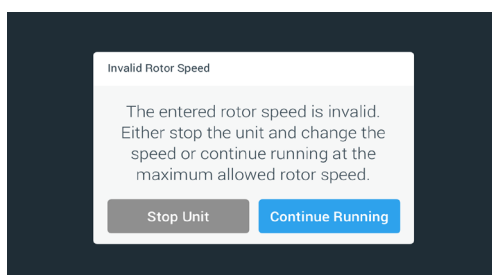 Invalid Rotor Speed
The entered rotor speed is invalid.
Either stop the unit and change the
speed or continue running at the
maximum allowed rotor speed.
Stop Unit
Continue Running